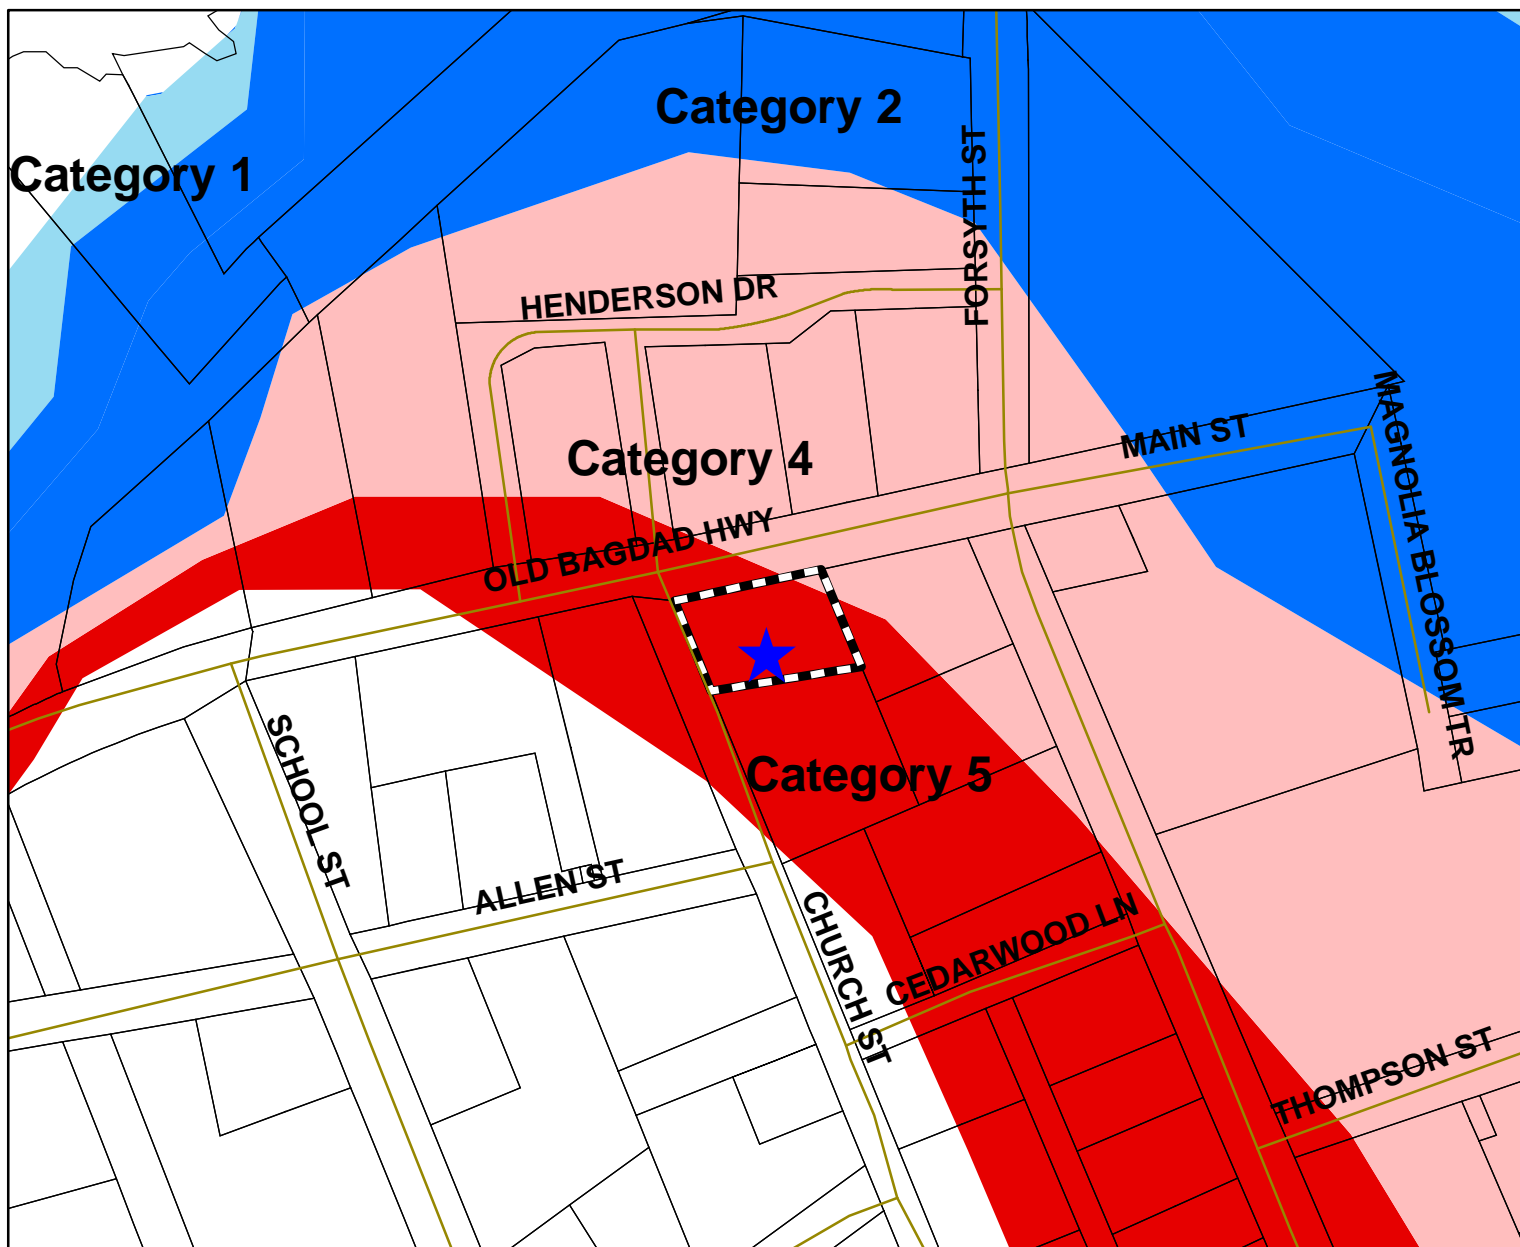 Category 2
Category 1
FORSYTH ST
HENDERSON DR
MAIN ST
MAGNOLIA BLOSSOM TR
Category 4
OLD BAGDAD HWY
SCHOOL ST
Category 5
ALLEN ST
CHURCH ST
CEDARWOOD LN
THOMPSON ST